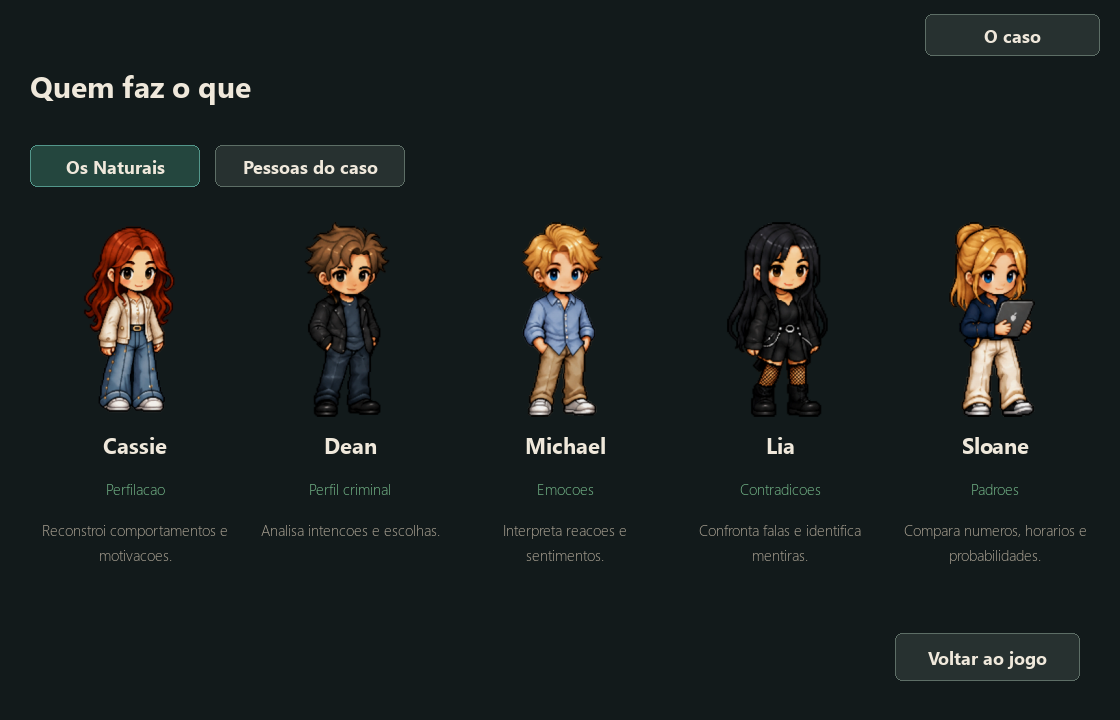 O caso
Quem faz o que
Os Naturais
Pessoas do caso
Cassie
Perfilacao
Reconstroi comportamentos e
motivacoes.
Dean
Perfil criminal
Analisa intencoes e escolhas.
Michael
Emocoes
Interpreta reacoes e
sentimentos.
Lia
Contradicoes
Confronta falas e identifica
mentiras.
Sloane
Padroes
Compara numeros, horarios e
probabilidades.
Voltar ao jogo